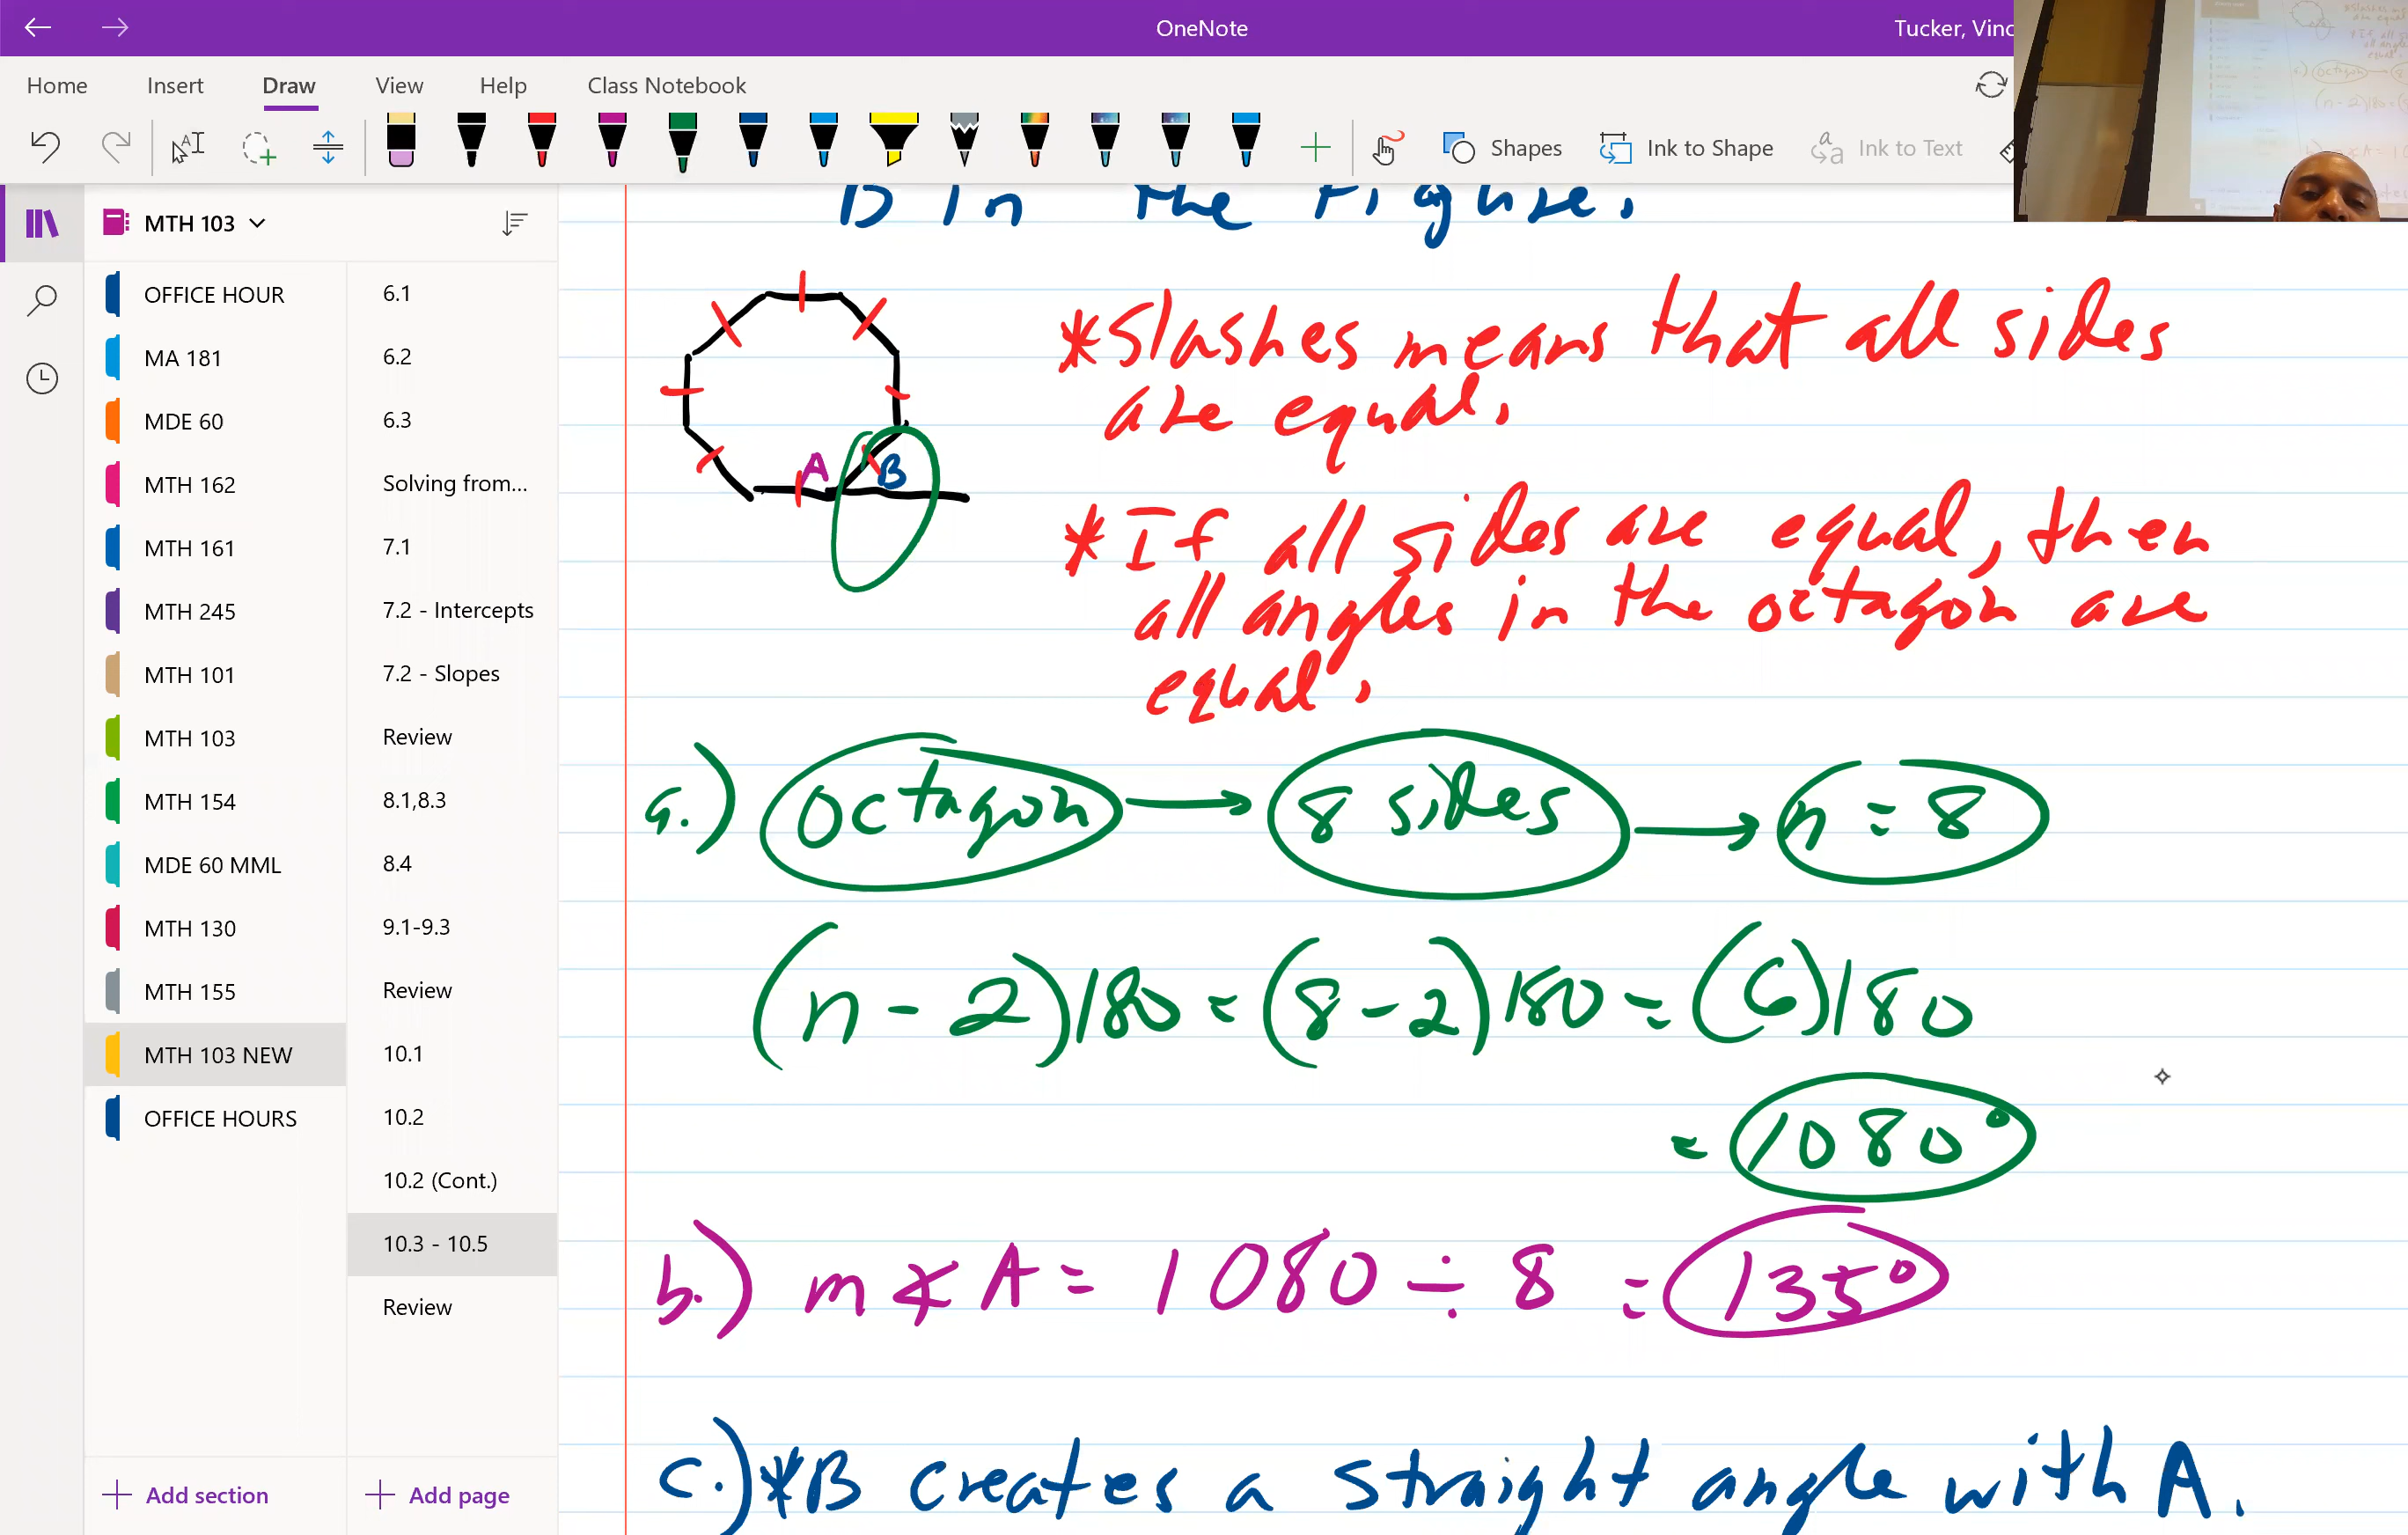 OneNote
Tucker, Vinc
Home Insert Draw View Help Class Notebook
Shapes Ink to Shape Ink to Text
MTH 103
OFFICE HOUR
MA 181
MDE 60
MTH 162
MTH 161
MTH 245
MTH 101
MTH 103
MTH 154
MDE 60 MML
MTH 130
MTH 155
MTH 103 NEW
OFFICE HOURS
Add section
6.1
6.2
6.3
Solving from...
7.1
7.2 - Intercepts
7.2 - Slopes
Review
8.1,8.3
8.4
9.1-9.3
Review
10.1
10.2
10.2 (Cont.)
10.3 - 10.5
Review
Add page
B in the Figure.
A B
*Slashes means that all sides
are equal.
*If all sides are equal, then
all angles in the octagon are
equal.
a.) Octagon → 8 sides → n = 8
(n - 2)180 = (8 - 2)180 = (6)180
= 1080°
b.) m∡A = 1080 ÷ 8 = 135°
c.) *B creates a straight angle with A.